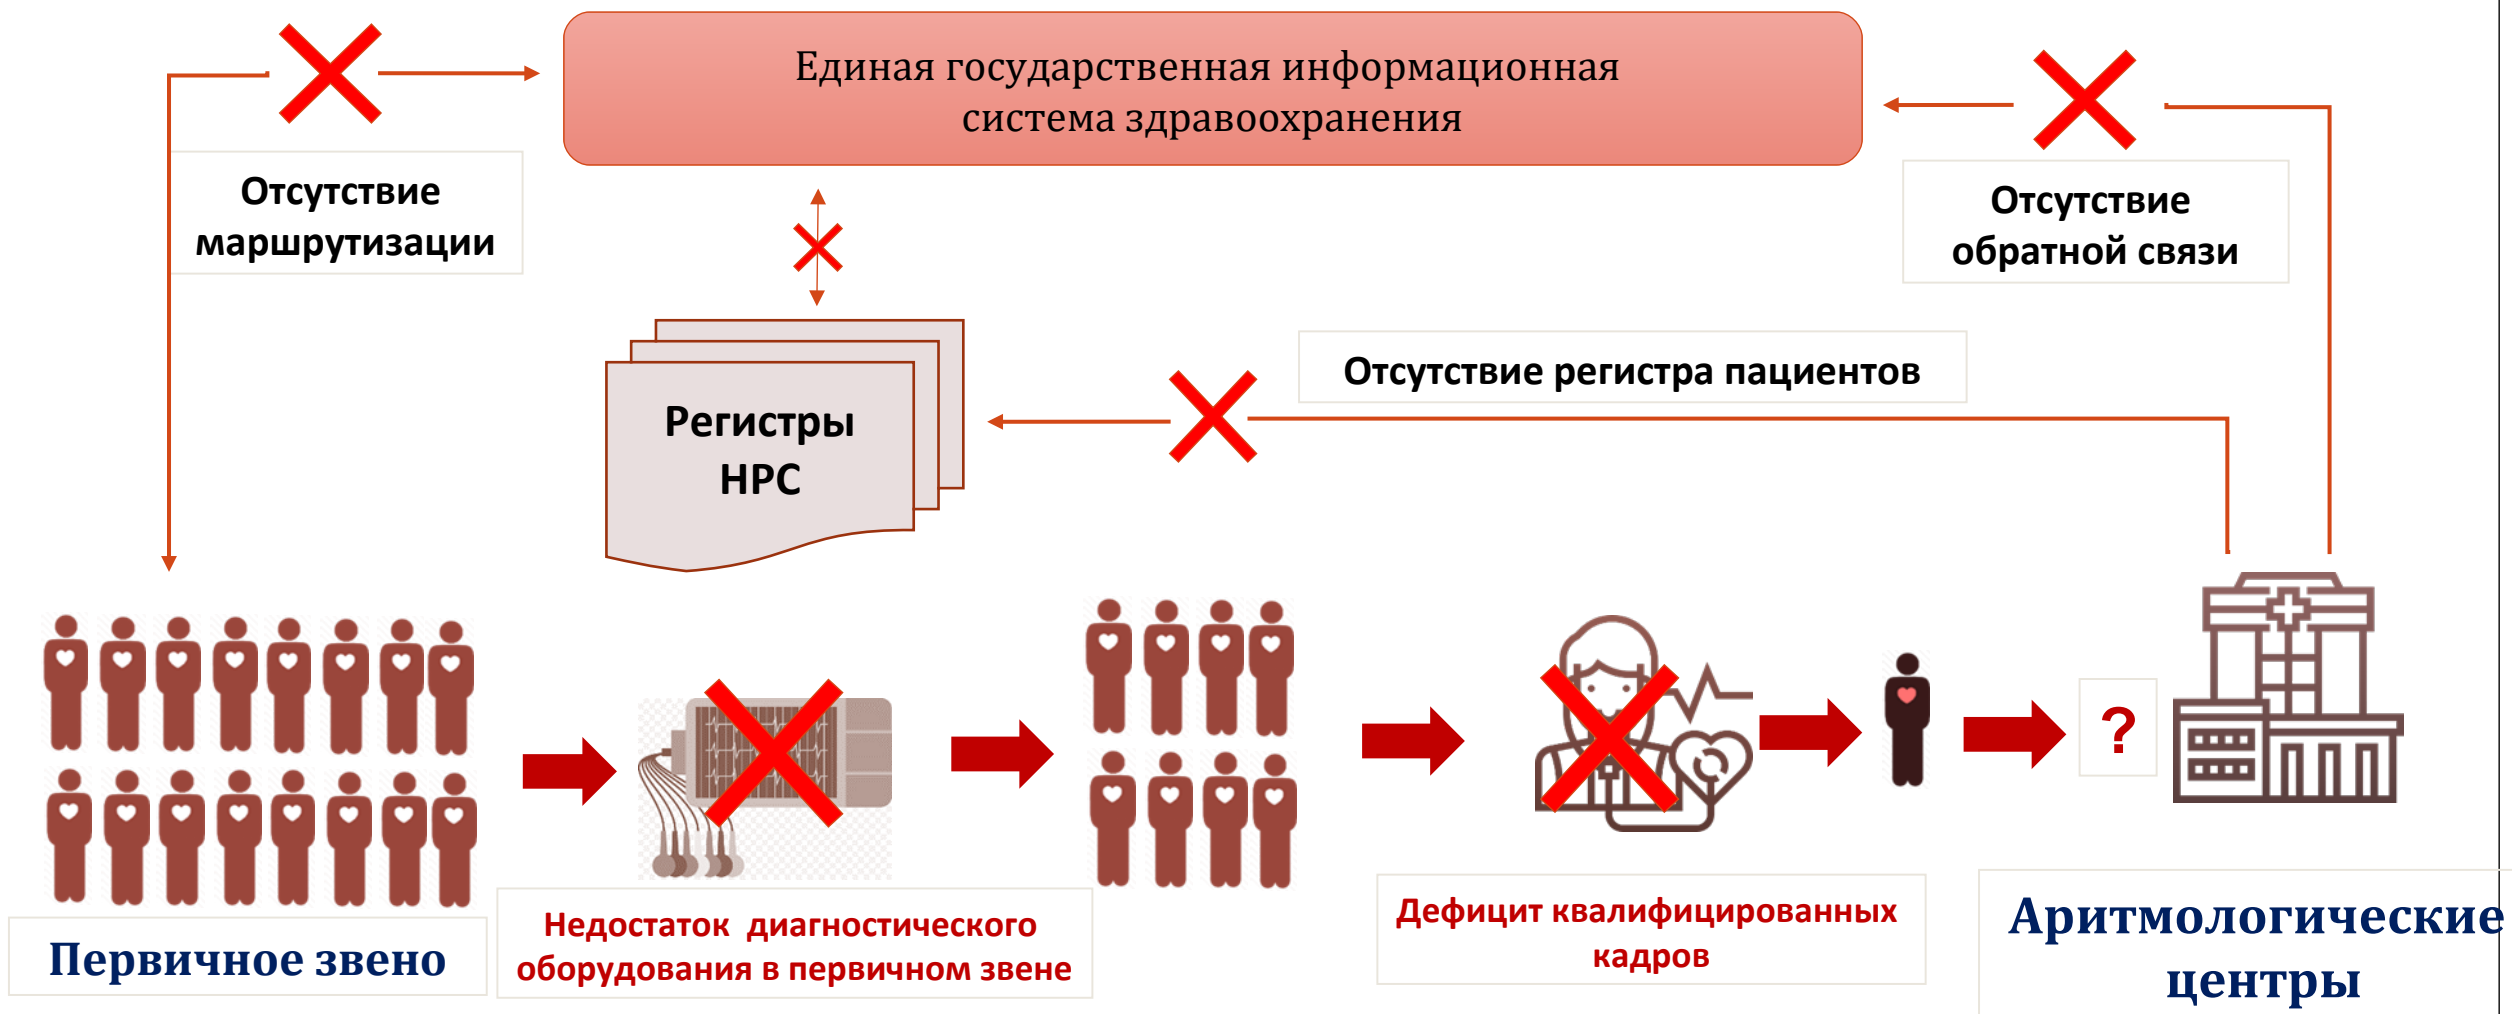 Единая государственная информационная
система здравоохранения
Отсутствие
маршрутизации
Отсутствие
обратной связи
Отсутствие регистра пациентов
Регистры
НРС
?
Первичное звено
Недостаток диагностического
оборудования в первичном звене
Дефицит квалифицированных
кадров
Аритмологические
центры